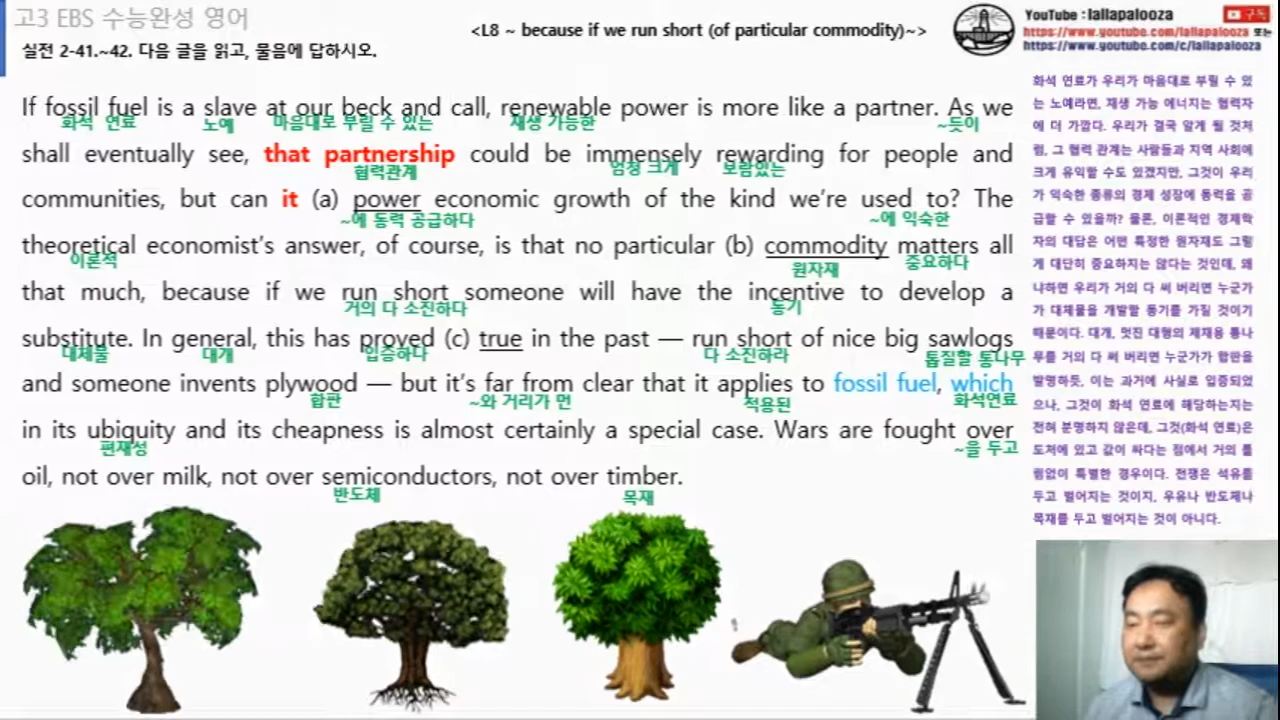 고3 EBS 수능완성 영어
실전 2-41.~42. 다음 글을 읽고, 물음에 답하시오.
<L8 ~ because if we run short (of particular commodity)~>
YouTube : lallapalooza
구독
https://www.youtube.com/lallapalooza 또는
https://www.youtube.com/c/lallapalooza
If fossil fuel is a slave at our beck and call, renewable power is more like a partner. As we
화석 연료 노예 마음대로 부릴 수 있는 재생 가능한 ~듯이
shall eventually see, that partnership could be immensely rewarding for people and
협력관계 엄청 크게 보람있는
communities, but can it (a) power economic growth of the kind we're used to? The
~에 동력 공급하다 ~에 익숙한
theoretical economist's answer, of course, is that no particular (b) commodity matters all
이론적 원자재 중요하다
that much, because if we run short someone will have the incentive to develop a
거의 다 소진하다 동기
substitute. In general, this has proved (c) true in the past — run short of nice big sawlogs
대체물 대개 입증하다 다 소진하라 톱질할 통나무
and someone invents plywood — but it's far from clear that it applies to fossil fuel, which
합판 ~와 거리가 먼 적용된 화석연료
in its ubiquity and its cheapness is almost certainly a special case. Wars are fought over
편재성 ~을 두고
oil, not over milk, not over semiconductors, not over timber.
반도체 목재
화석 연료가 우리가 마음대로 부릴 수 있
는 노예라면, 재생 가능 에너지는 협력자
에 더 가깝다. 우리가 결국 알게 될 것처
럼, 그 협력 관계는 사람들과 지역 사회에
크게 유익할 수도 있겠지만, 그것이 우리
가 익숙한 종류의 경제 성장에 동력을 공
급할 수 있을까? 물론, 이론적인 경제학
자의 대답은 어떤 특정한 원자재도 그렇
게 대단히 중요하지는 않다는 것인데, 왜
냐하면 우리가 거의 다 써 버리면 누군가
가 대체물을 개발할 동기를 가질 것이기
때문이다. 대개, 멋진 대형의 제재용 통나
무를 거의 다 써 버리면 누군가가 합판을
발명하듯, 이는 과거에 사실로 입증되었
으나, 그것이 화석 연료에 해당하는지는
전혀 분명하지 않은데, 그것(화석 연료)은
도처에 있고 값이 싸다는 점에서 거의 틀
림없이 특별한 경우이다. 전쟁은 석유를
두고 벌어지는 것이지, 우유나 반도체나
목재를 두고 벌어지는 것이 아니다.